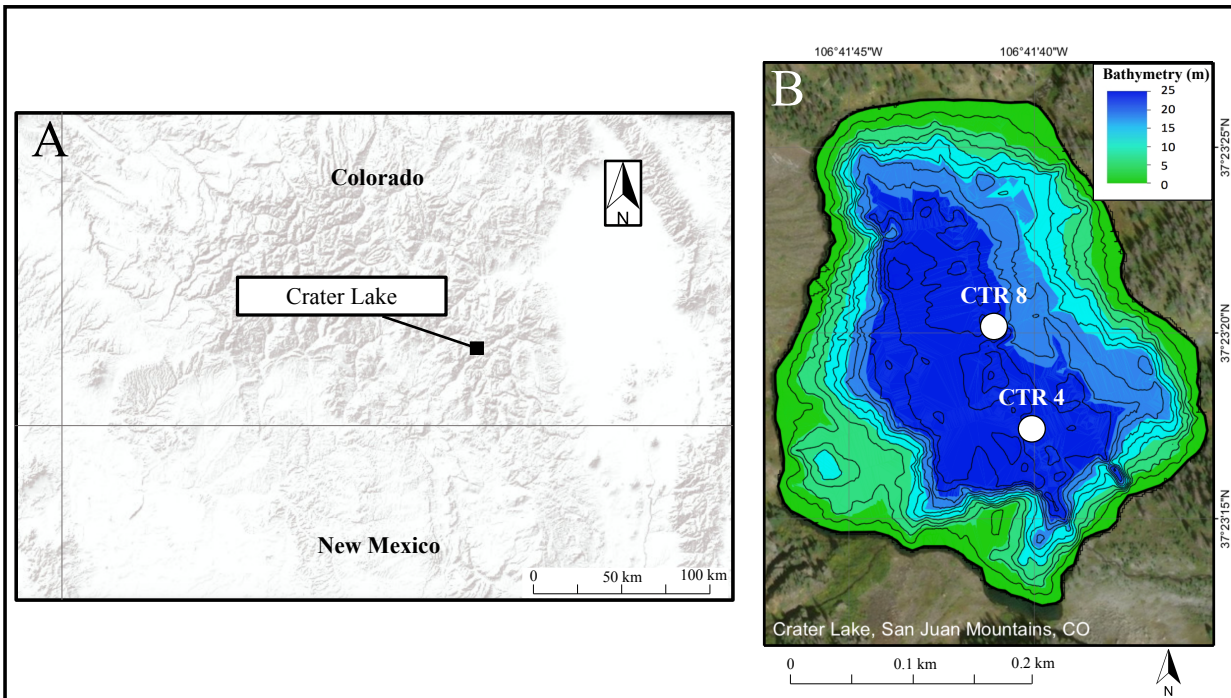 A
Colorado
N
Crater Lake
New Mexico
0 50 km 100 km
106°41'45"W 106°41'40"W
B
Bathymetry (m)
25
20
15
10
5
0
37°23'25"N
CTR 8
37°23'20"N
CTR 4
37°23'15"N
Crater Lake, San Juan Mountains, CO
0 0.1 km 0.2 km
N